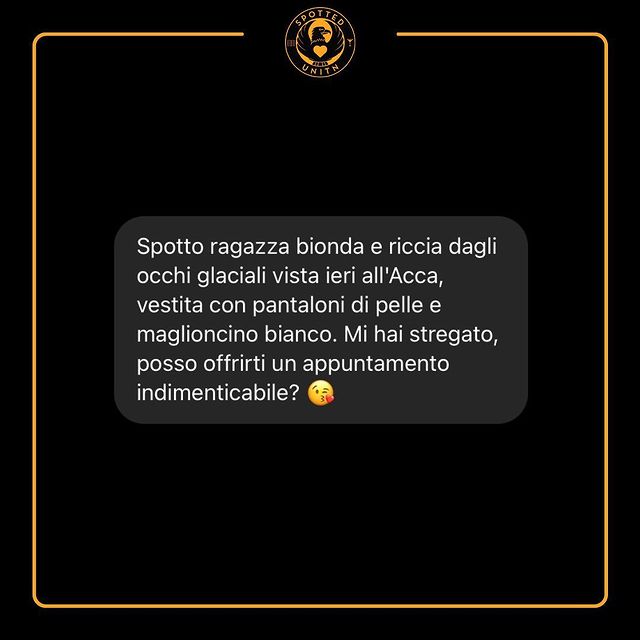 SPOTTED
UNITN
Spotto ragazza bionda e riccia dagli
occhi glaciali vista ieri all'Acca,
vestita con pantaloni di pelle e
maglioncino bianco. Mi hai stregato,
posso offrirti un appuntamento
indimenticabile? 😘